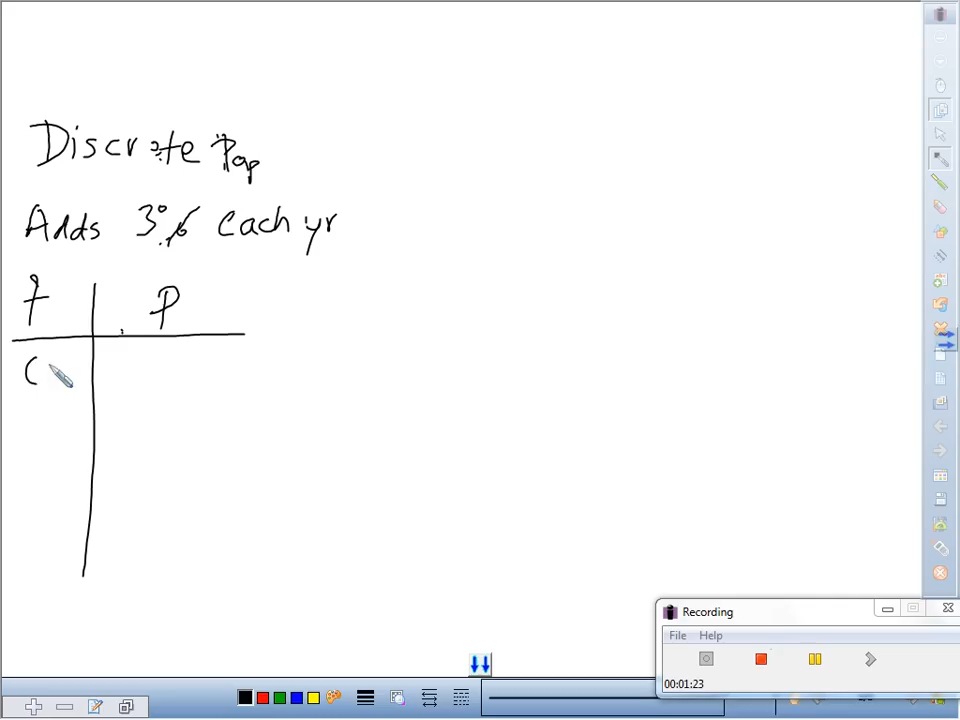 Discrete Pop
Adds 3% each yr
t P
Recording
File Help
00:01:23